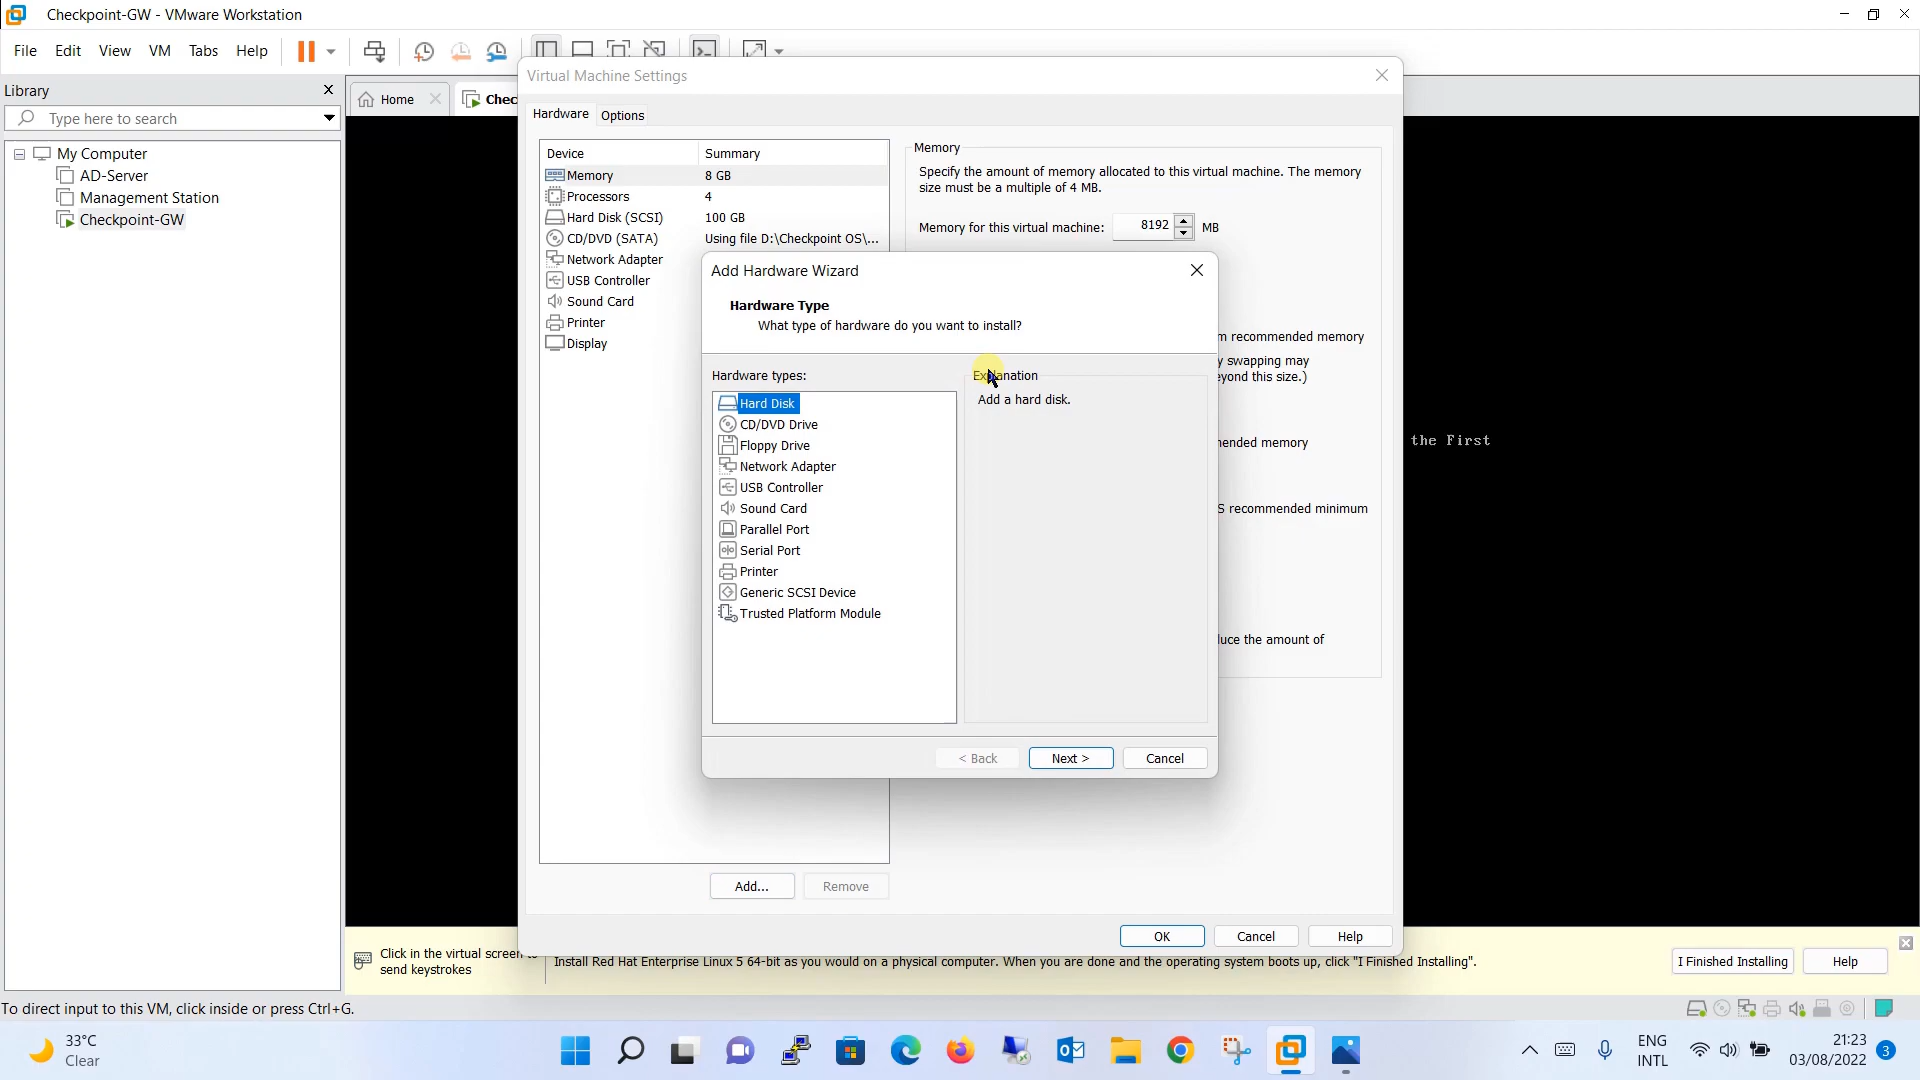 Checkpoint-GW - VMware Workstation
File Edit View VM Tabs Help
Library
Type here to search
My Computer
AD-Server
Management Station
Checkpoint-GW
Home
Chec
Virtual Machine Settings
Hardware Options
Device Summary
Memory 8 GB
Processors 4
Hard Disk (SCSI) 100 GB
CD/DVD (SATA) Using file D:\Checkpoint OS\...
Network Adapter
USB Controller
Sound Card
Printer
Display
Memory
Specify the amount of memory allocated to this virtual machine. The memory
size must be a multiple of 4 MB.
Memory for this virtual machine: 8192 MB
m recommended memory
y swapping may
eyond this size.)
ended memory
S recommended minimum
luce the amount of
the First
Add Hardware Wizard
Hardware Type
What type of hardware do you want to install?
Hardware types:
Hard Disk
CD/DVD Drive
Floppy Drive
Network Adapter
USB Controller
Sound Card
Parallel Port
Serial Port
Printer
Generic SCSI Device
Trusted Platform Module
Explanation
Add a hard disk.
< Back Next > Cancel
Add... Remove
OK Cancel Help
Click in the virtual screen to
send keystrokes
Install Red Hat Enterprise Linux 5 64-bit as you would on a physical computer. When you are done and the operating system boots up, click "I Finished Installing".
I Finished Installing Help
To direct input to this VM, click inside or press Ctrl+G.
33°C
Clear
ENG
INTL
21:23
03/08/2022
3